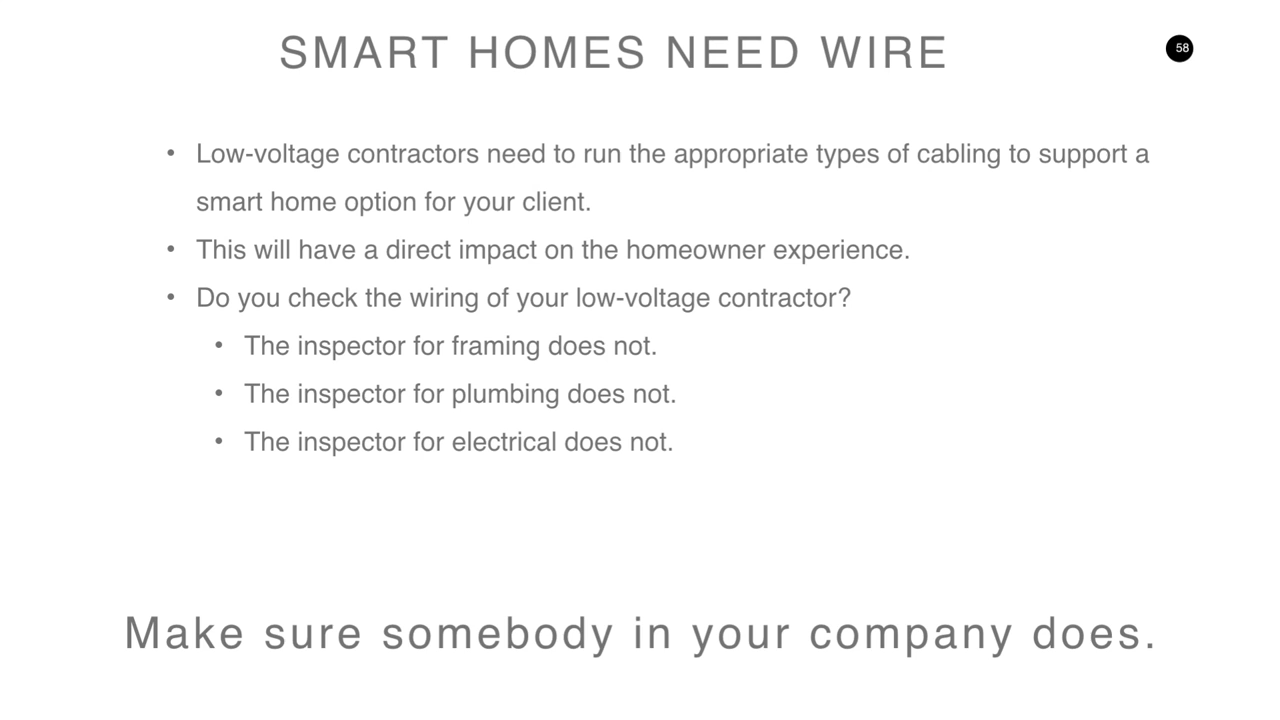 SMART HOMES NEED WIRE
58
• Low-voltage contractors need to run the appropriate types of cabling to support a
smart home option for your client.
• This will have a direct impact on the homeowner experience.
• Do you check the wiring of your low-voltage contractor?
• The inspector for framing does not.
• The inspector for plumbing does not.
• The inspector for electrical does not.
Make sure somebody in your company does.